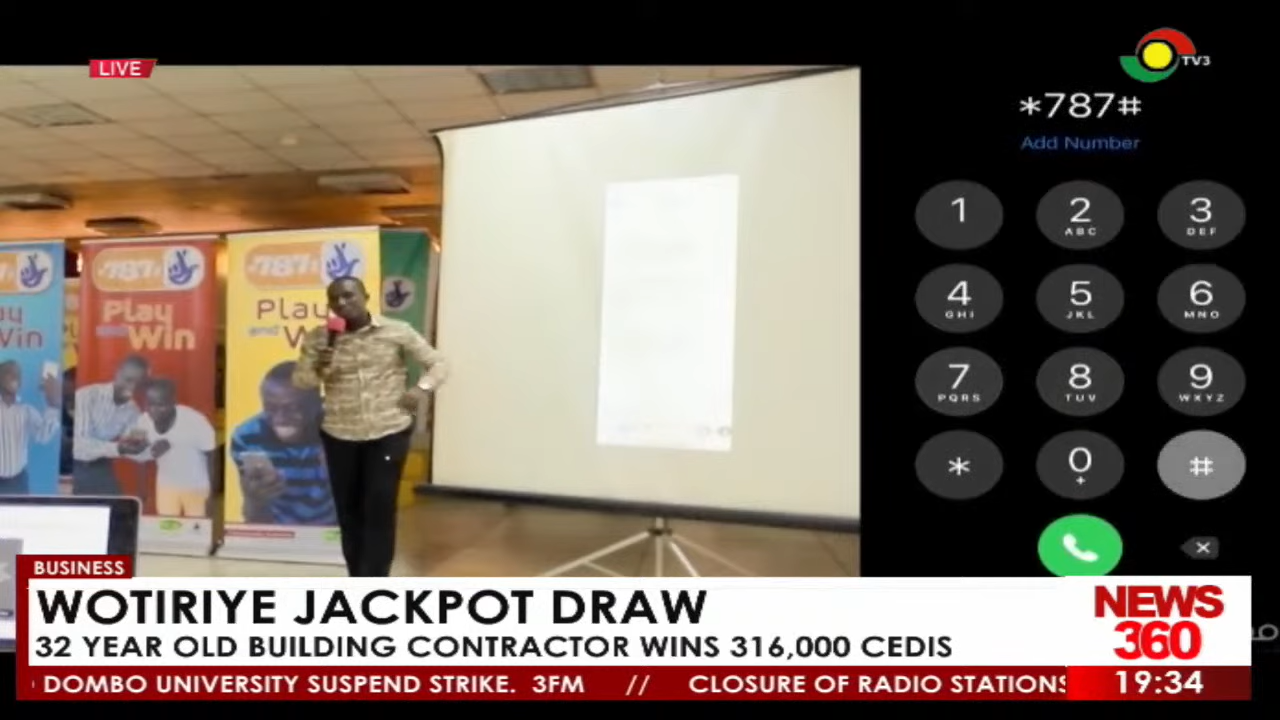 LIVE
TV3
*787#
Add Number
1
2
ABC
3
DEF
4
GHI
5
JKL
6
MNO
7
PQRS
8
TUV
9
WXYZ
*
0
+
#
787
Play
and
Win
787
Play
and
BUSINESS
WOTIRIYE JACKPOT DRAW
32 YEAR OLD BUILDING CONTRACTOR WINS 316,000 CEDIS
NEWS
360
DOMBO UNIVERSITY SUSPEND STRIKE. 3FM // CLOSURE OF RADIO STATIONS
19:34